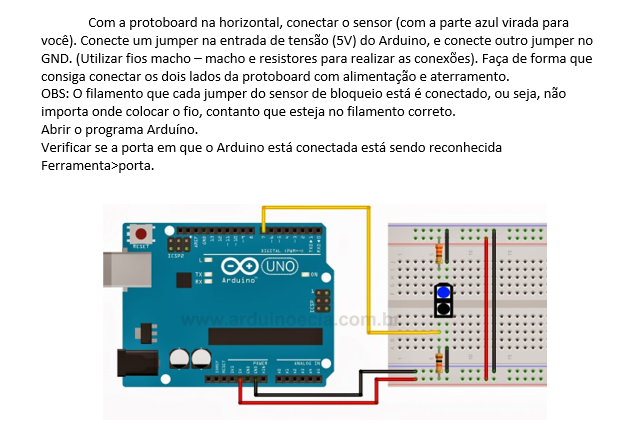 Com a protoboard na horizontal, conectar o sensor (com a parte azul virada para
você). Conecte um jumper na entrada de tensão (5V) do Arduino, e conecte outro jumper no
GND. (Utilizar fios macho – macho e resistores para realizar as conexões). Faça de forma que
consiga conectar os dois lados da protoboard com alimentação e aterramento.
OBS: O filamento que cada jumper do sensor de bloqueio está é conectado, ou seja, não
importa onde colocar o fio, contanto que esteja no filamento correto.
Abrir o programa Arduíno.
Verificar se a porta em que o Arduino está conectada está sendo reconhecida
Ferramenta>porta.
RESET
ICSP2
DIGITAL (PWM~)
L
TX
RX
UNO
ON
Arduino
ICSP
www.arduinoecia.com.br
POWER
ANALOG IN